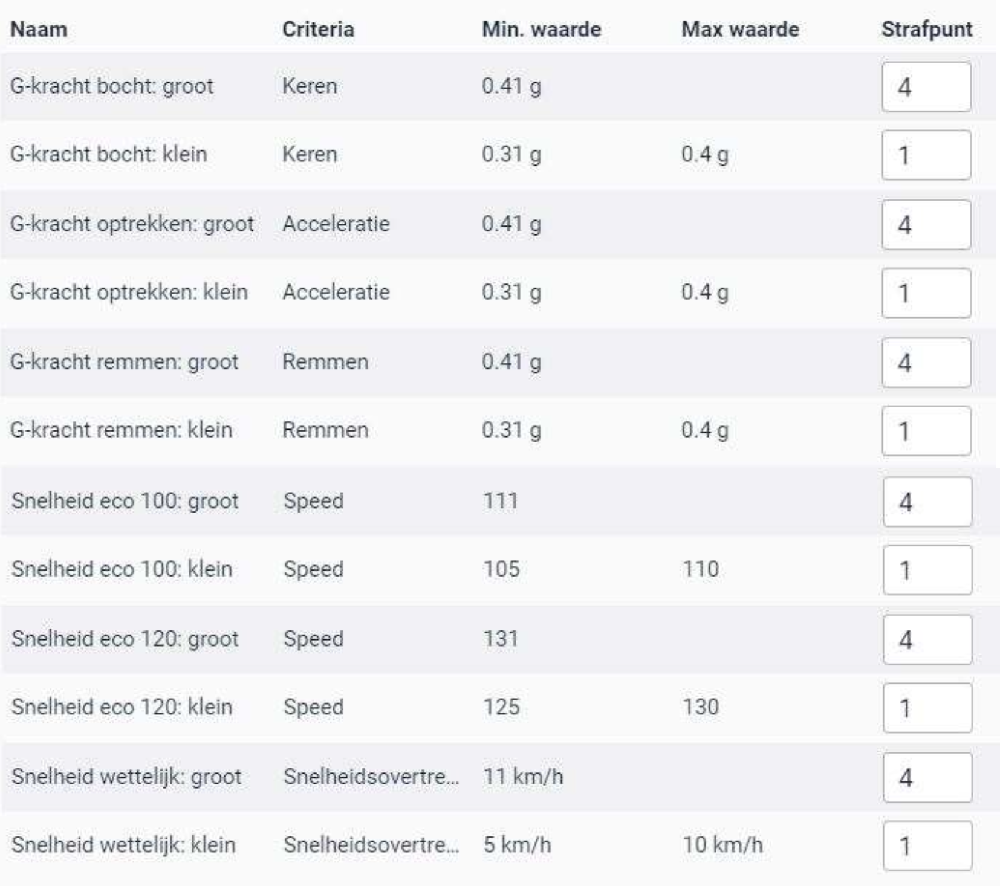 Naam Criteria Min. waarde Max waarde Strafpunt
G-kracht bocht: groot Keren 0.41 g 4
G-kracht bocht: klein Keren 0.31 g 0.4 g 1
G-kracht optrekken: groot Acceleratie 0.41 g 4
G-kracht optrekken: klein Acceleratie 0.31 g 0.4 g 1
G-kracht remmen: groot Remmen 0.41 g 4
G-kracht remmen: klein Remmen 0.31 g 0.4 g 1
Snelheid eco 100: groot Speed 111 4
Snelheid eco 100: klein Speed 105 110 1
Snelheid eco 120: groot Speed 131 4
Snelheid eco 120: klein Speed 125 130 1
Snelheid wettelijk: groot Snelheidsovertre... 11 km/h 4
Snelheid wettelijk: klein Snelheidsovertre... 5 km/h 10 km/h 1